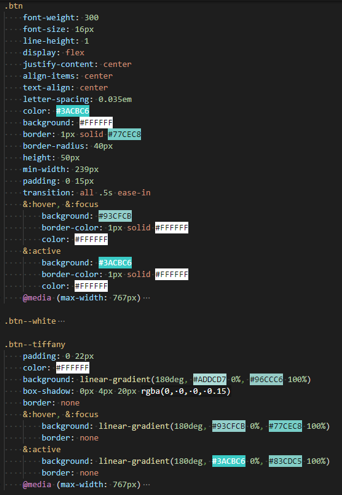 .btn
font-weight: 300
font-size: 16px
line-height: 1
display: flex
justify-content: center
align-items: center
text-align: center
letter-spacing: 0.035em
color: #3ACBC6
background: #FFFFFF
border: 1px solid #77CEC8
border-radius: 40px
height: 50px
min-width: 239px
padding: 0 15px
transition: all .5s ease-in
&:hover, &:focus
background: #93CFCB
border-color: 1px solid #FFFFFF
color: #FFFFFF
&:active
background: #3ACBC6
border-color: 1px solid #FFFFFF
color: #FFFFFF
@media (max-width: 767px) ···
.btn--white ···
.btn--tiffany
padding: 0 22px
color: #FFFFFF
background: linear-gradient(180deg, #ADDCD7 0%, #96CCC6 100%)
box-shadow: 0px 4px 20px rgba(0, 0, 0, 0.15)
border: none
&:hover, &:focus
background: linear-gradient(180deg, #93CFCB 0%, #77CEC8 100%)
border: none
&:active
background: linear-gradient(180deg, #3ACBC6 0%, #83CDC5 100%)
border: none
@media (max-width: 767px) ···